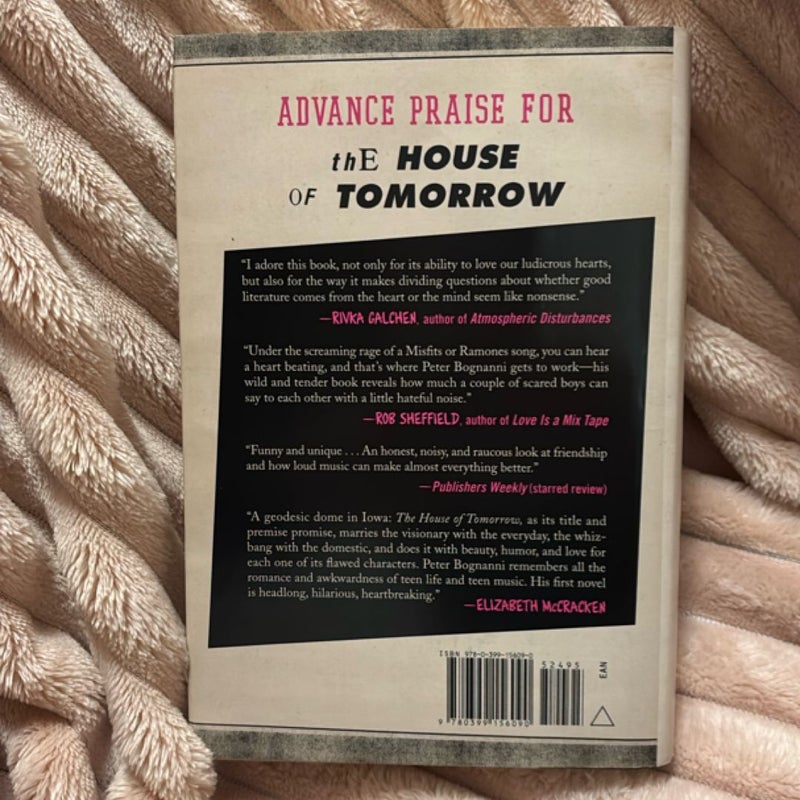 ADVANCE PRAISE FOR
thE HOUSE
OF TOMORROW
"I adore this book, not only for its ability to love our ludicrous hearts,
but also for the way it makes dividing questions about whether good
literature comes from the heart or the mind seem like nonsense."
—RIVKA GALCHEN, author of Atmospheric Disturbances
"Under the screaming rage of a Misfits or Ramones song, you can hear
a heart beating, and that's where Peter Bognanni gets to work—his
wild and tender book reveals how much a couple of scared boys can
say to each other with a little hateful noise."
—ROB SHEFFIELD, author of Love Is a Mix Tape
"Funny and unique . . . An honest, noisy, and raucous look at friendship
and how loud music can make almost everything better."
—Publishers Weekly (starred review)
"A geodesic dome in Iowa: The House of Tomorrow, as its title and
premise promise, marries the visionary with the everyday, the whiz-
bang with the domestic, and does it with beauty, humor, and love for
each one of its flawed characters. Peter Bognanni remembers all the
romance and awkwardness of teen life and teen music. His first novel
is headlong, hilarious, heartbreaking."
—ELIZABETH McCRACKEN
ISBN 978-0-399-15609-0
52495
EAN
9 780399 156090